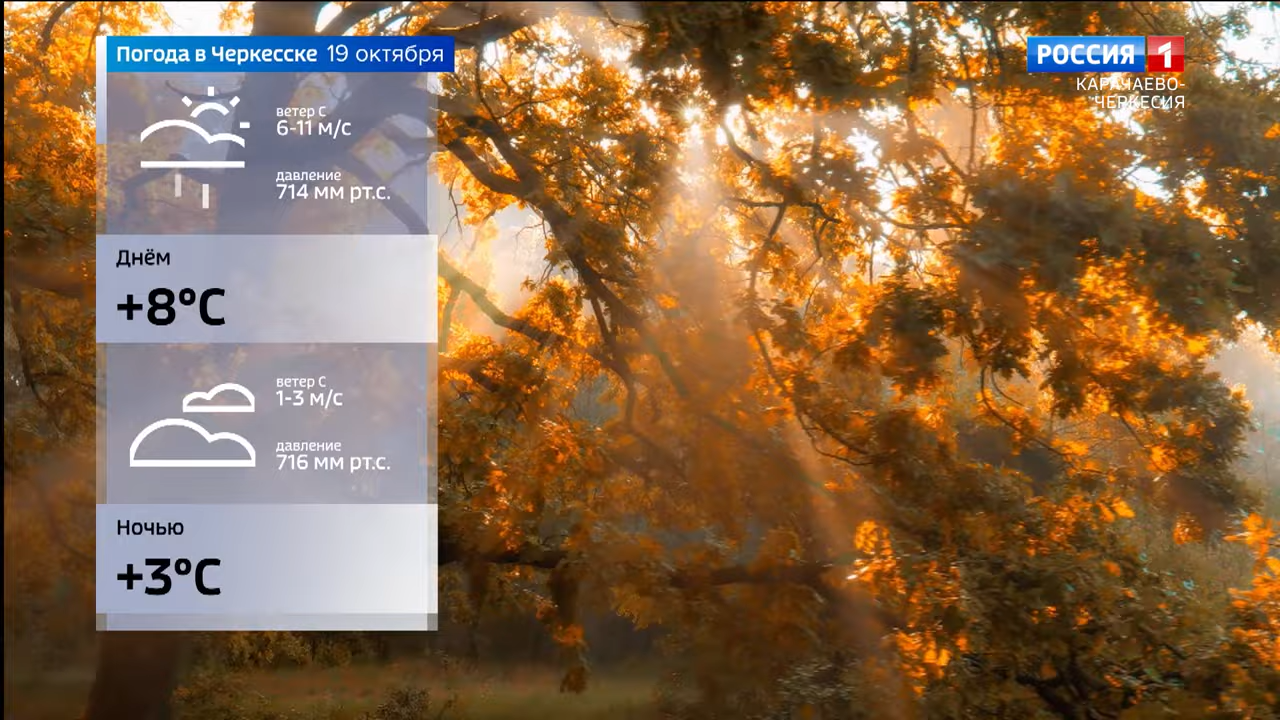 Погода в Черкесске 19 октября
РОССИЯ 1
КАРАЧАЕВО-
ЧЕРКЕСИЯ
ветер С
6-11 м/с
давление
714 мм рт.с.
Днём
+8°C
ветер С
1-3 м/с
давление
716 мм рт.с.
Ночью
+3°C